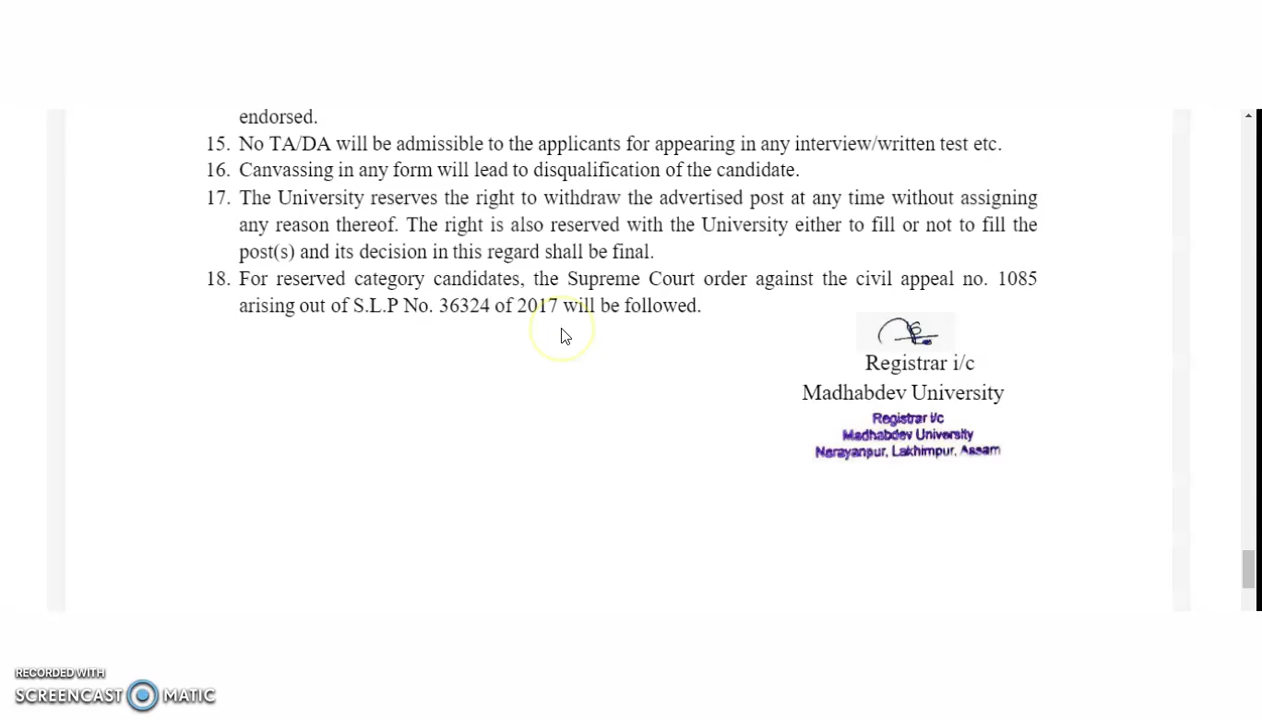 endorsed.
15. No TA/DA will be admissible to the applicants for appearing in any interview/written test etc.
16. Canvassing in any form will lead to disqualification of the candidate.
17. The University reserves the right to withdraw the advertised post at any time without assigning
any reason thereof. The right is also reserved with the University either to fill or not to fill the
post(s) and its decision in this regard shall be final.
18. For reserved category candidates, the Supreme Court order against the civil appeal no. 1085
arising out of S.L.P No. 36324 of 2017 will be followed.
Registrar i/c
Madhabdev University
Registrar i/c
Madhabdev University
Narayanpur, Lakhimpur, Assam
RECORDED WITH
SCREENCAST MATIC